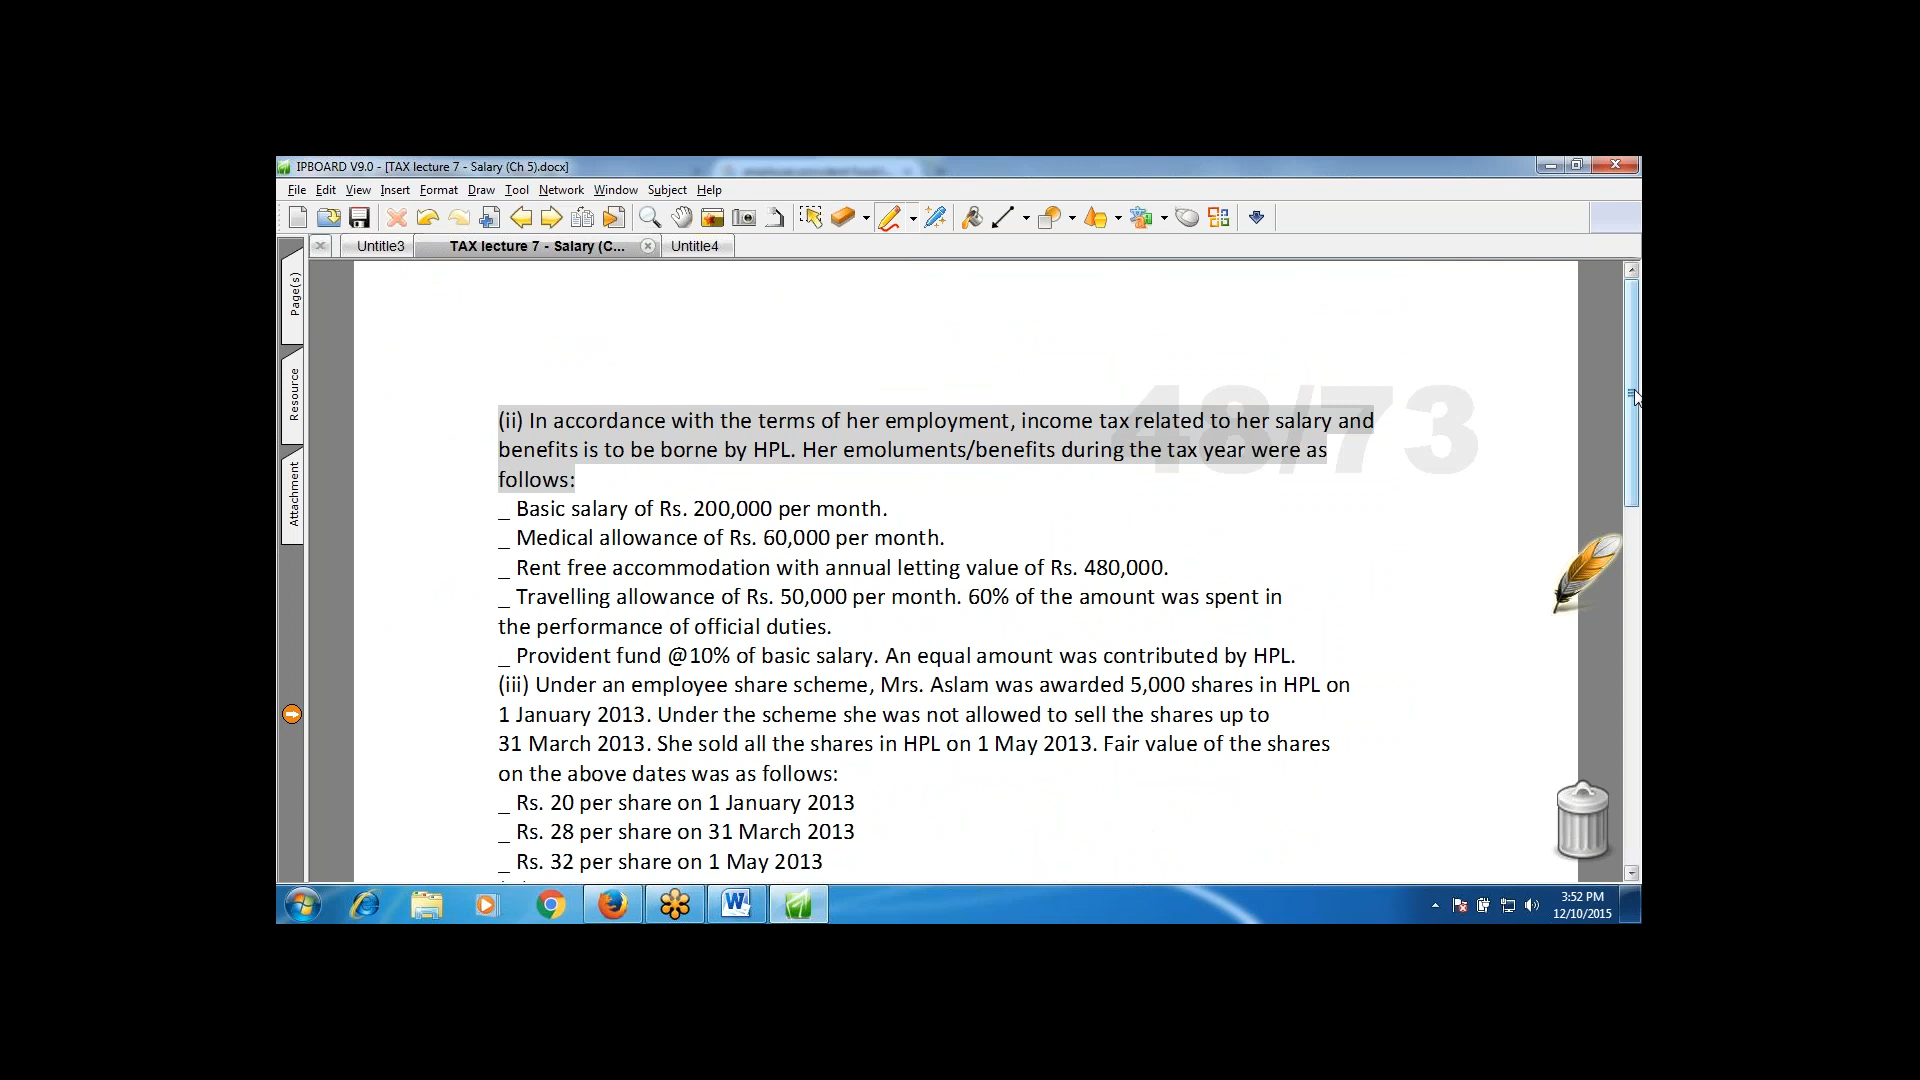 IPBOARD V9.0 - [TAX lecture 7 - Salary (Ch 5).docx]
File Edit View Insert Format Draw Tool Network Window Subject Help
Untitle3 TAX lecture 7 - Salary (C... Untitle4
Page(s)
Resource
Attachment
48/73
(ii) In accordance with the terms of her employment, income tax related to her salary and
benefits is to be borne by HPL. Her emoluments/benefits during the tax year were as
follows:
_ Basic salary of Rs. 200,000 per month.
_ Medical allowance of Rs. 60,000 per month.
_ Rent free accommodation with annual letting value of Rs. 480,000.
_ Travelling allowance of Rs. 50,000 per month. 60% of the amount was spent in
the performance of official duties.
_ Provident fund @10% of basic salary. An equal amount was contributed by HPL.
(iii) Under an employee share scheme, Mrs. Aslam was awarded 5,000 shares in HPL on
1 January 2013. Under the scheme she was not allowed to sell the shares up to
31 March 2013. She sold all the shares in HPL on 1 May 2013. Fair value of the shares
on the above dates was as follows:
_ Rs. 20 per share on 1 January 2013
_ Rs. 28 per share on 31 March 2013
_ Rs. 32 per share on 1 May 2013
3:52 PM
12/10/2015